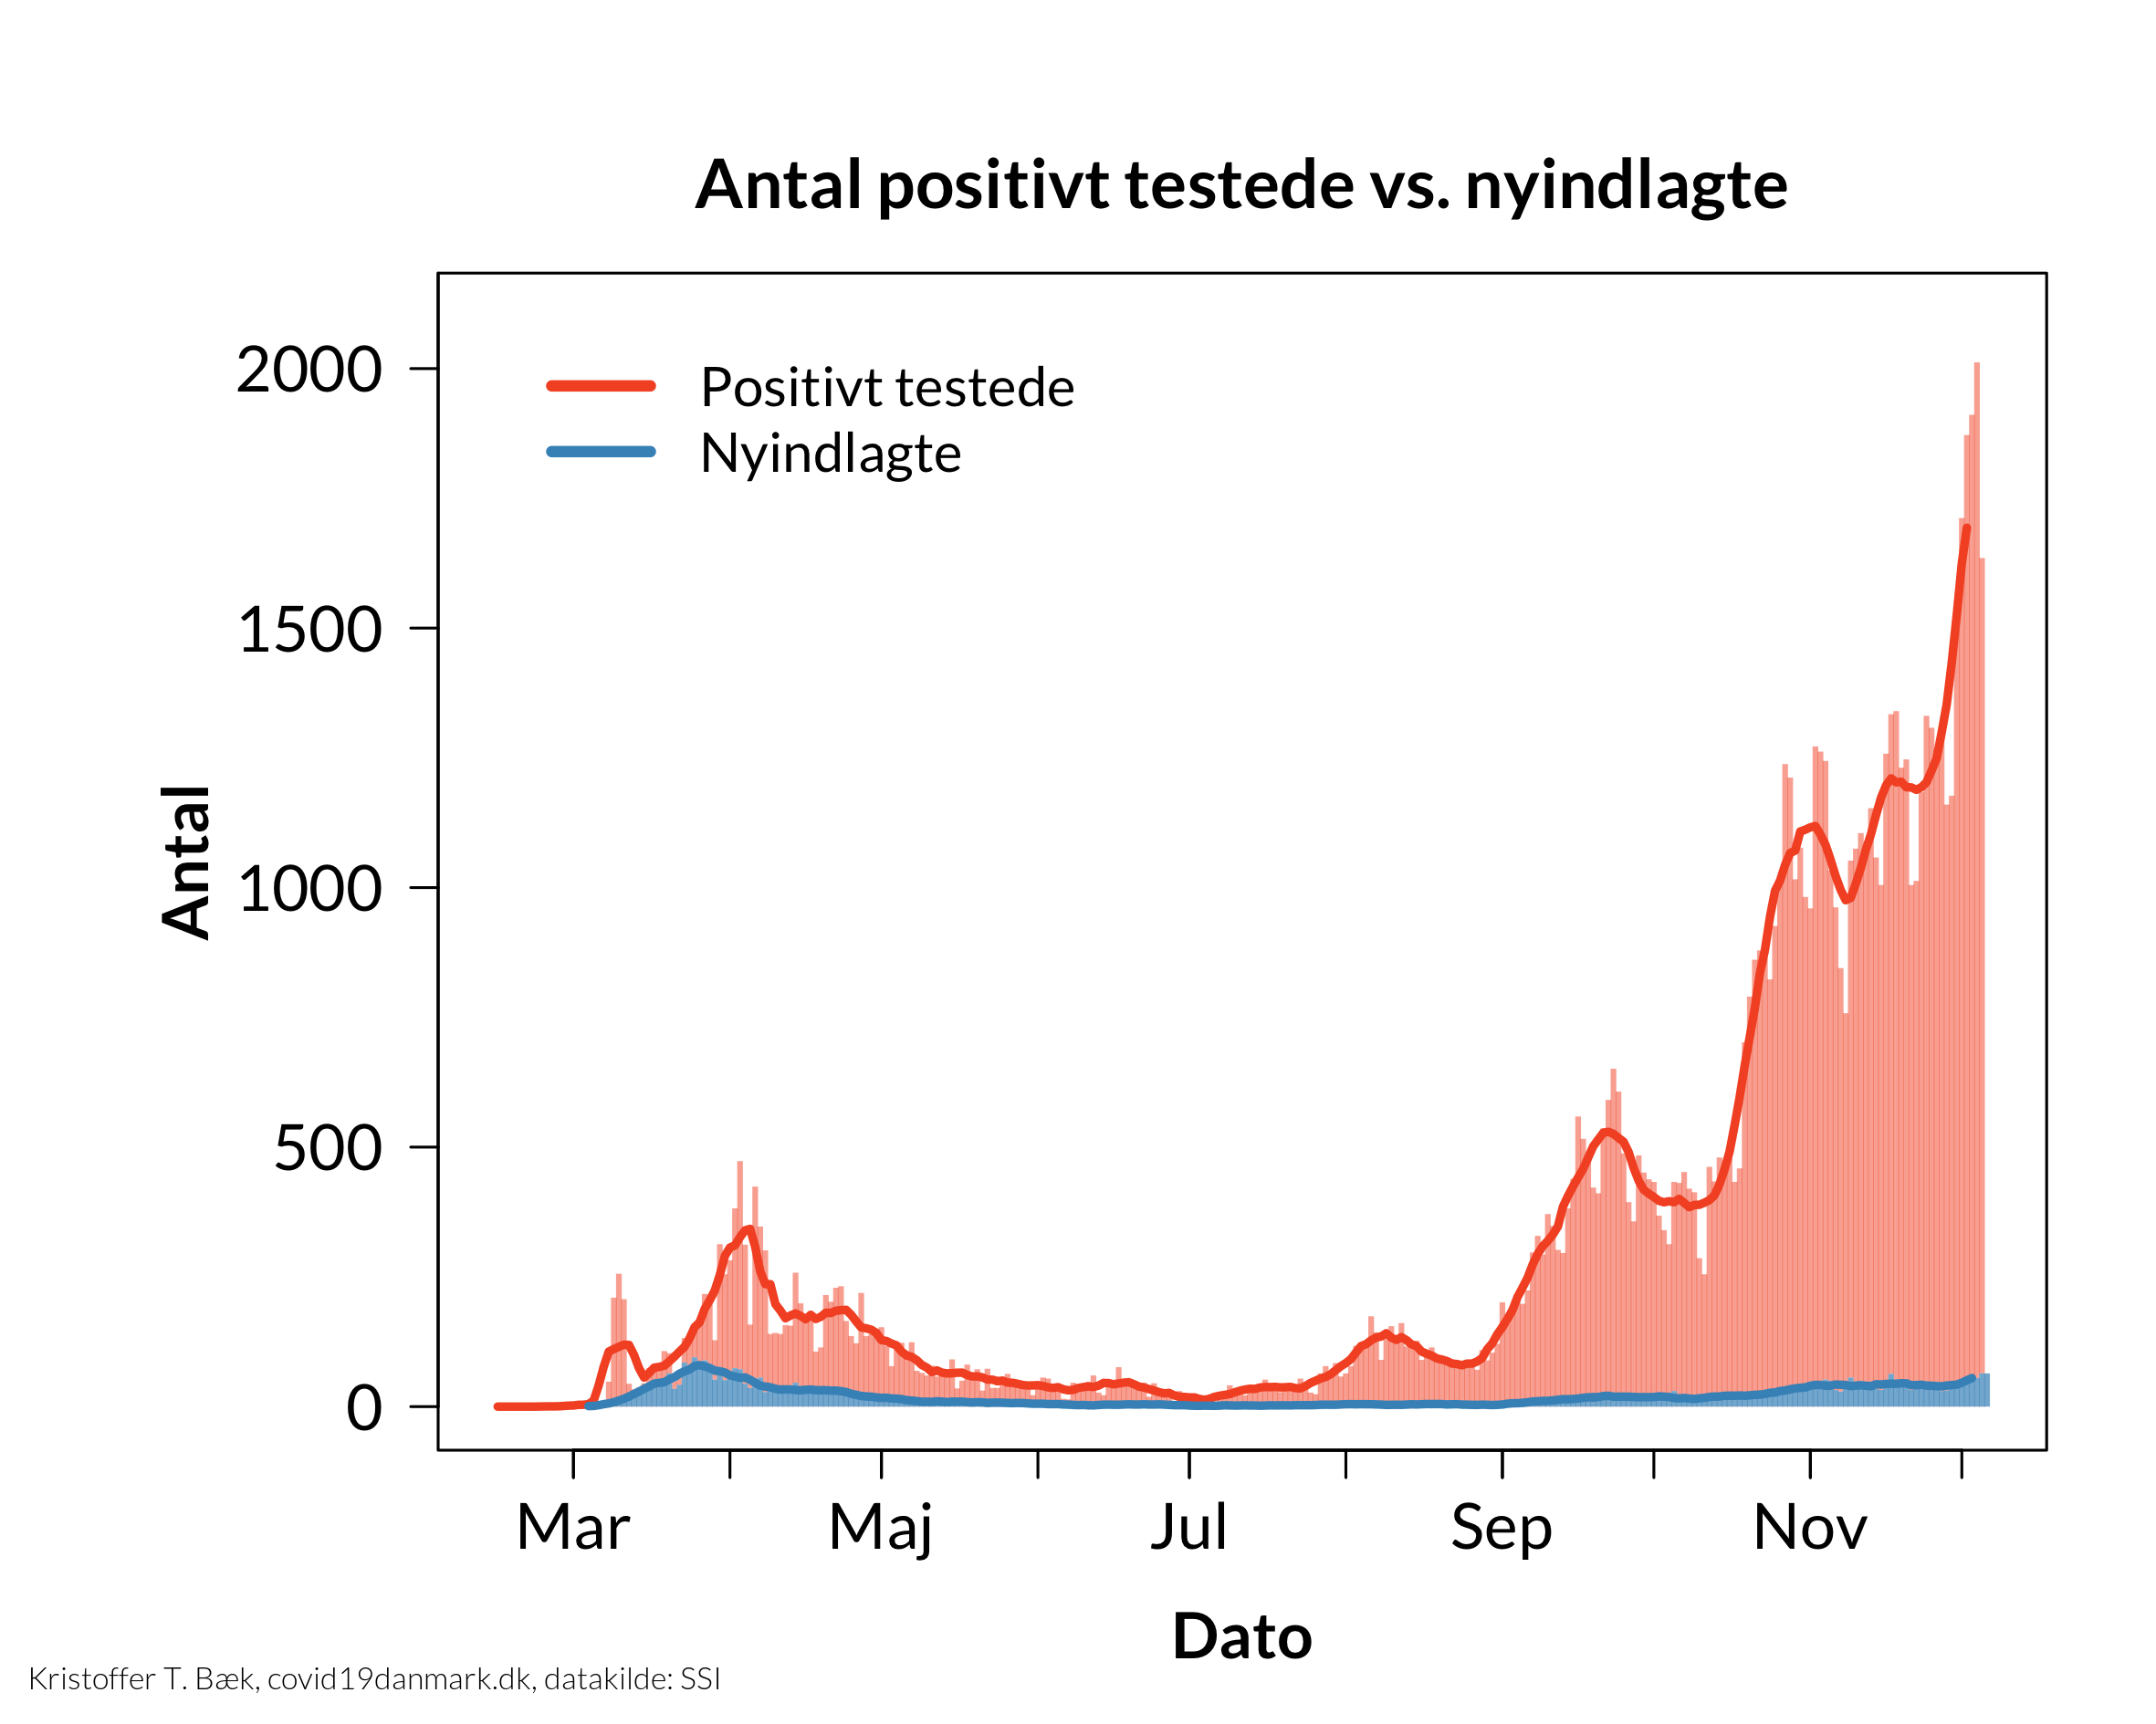 Antal positivt testede vs. nyindlagte
Positivt testede
Nyindlagte
2000
1500
1000
500
0
Antal
Mar Maj Jul Sep Nov
Dato
Kristoffer T. Bæk, covid19danmark.dk, datakilde: SSI